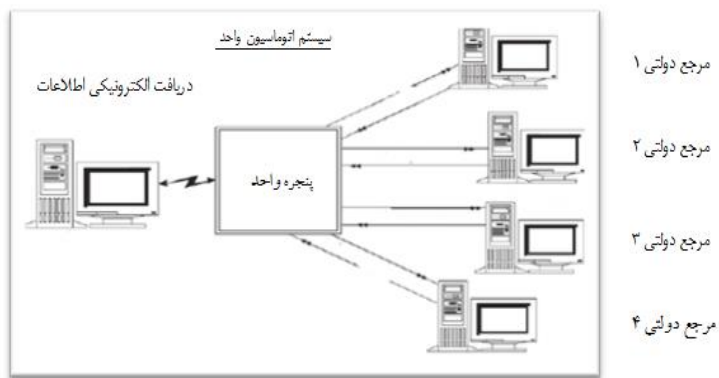 سیستم اتوماسیون واحد
دریافت الکترونیکی اطلاعات
پنجره واحد
مرجع دولتی ۱
مرجع دولتی ۲
مرجع دولتی ۳
مرجع دولتی ۴